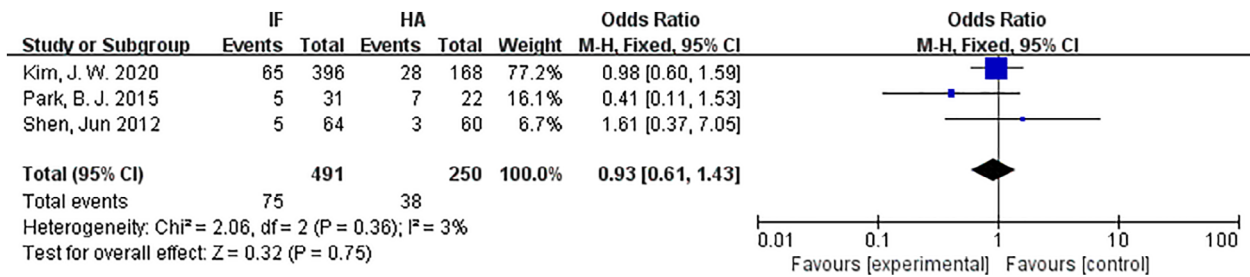 IF HA Odds Ratio Odds Ratio
Study or Subgroup Events Total Events Total Weight M-H, Fixed, 95% CI M-H, Fixed, 95% CI
Kim, J. W. 2020 65 396 28 168 77.2% 0.98 [0.60, 1.59]
Park, B. J. 2015 5 31 7 22 16.1% 0.41 [0.11, 1.53]
Shen, Jun 2012 5 64 3 60 6.7% 1.61 [0.37, 7.05]
Total (95% CI) 491 250 100.0% 0.93 [0.61, 1.43]
Total events 75 38
Heterogeneity: Chi² = 2.06, df = 2 (P = 0.36); I² = 3%
Test for overall effect: Z = 0.32 (P = 0.75)
0.01 0.1 1 10 100
Favours [experimental] Favours [control]